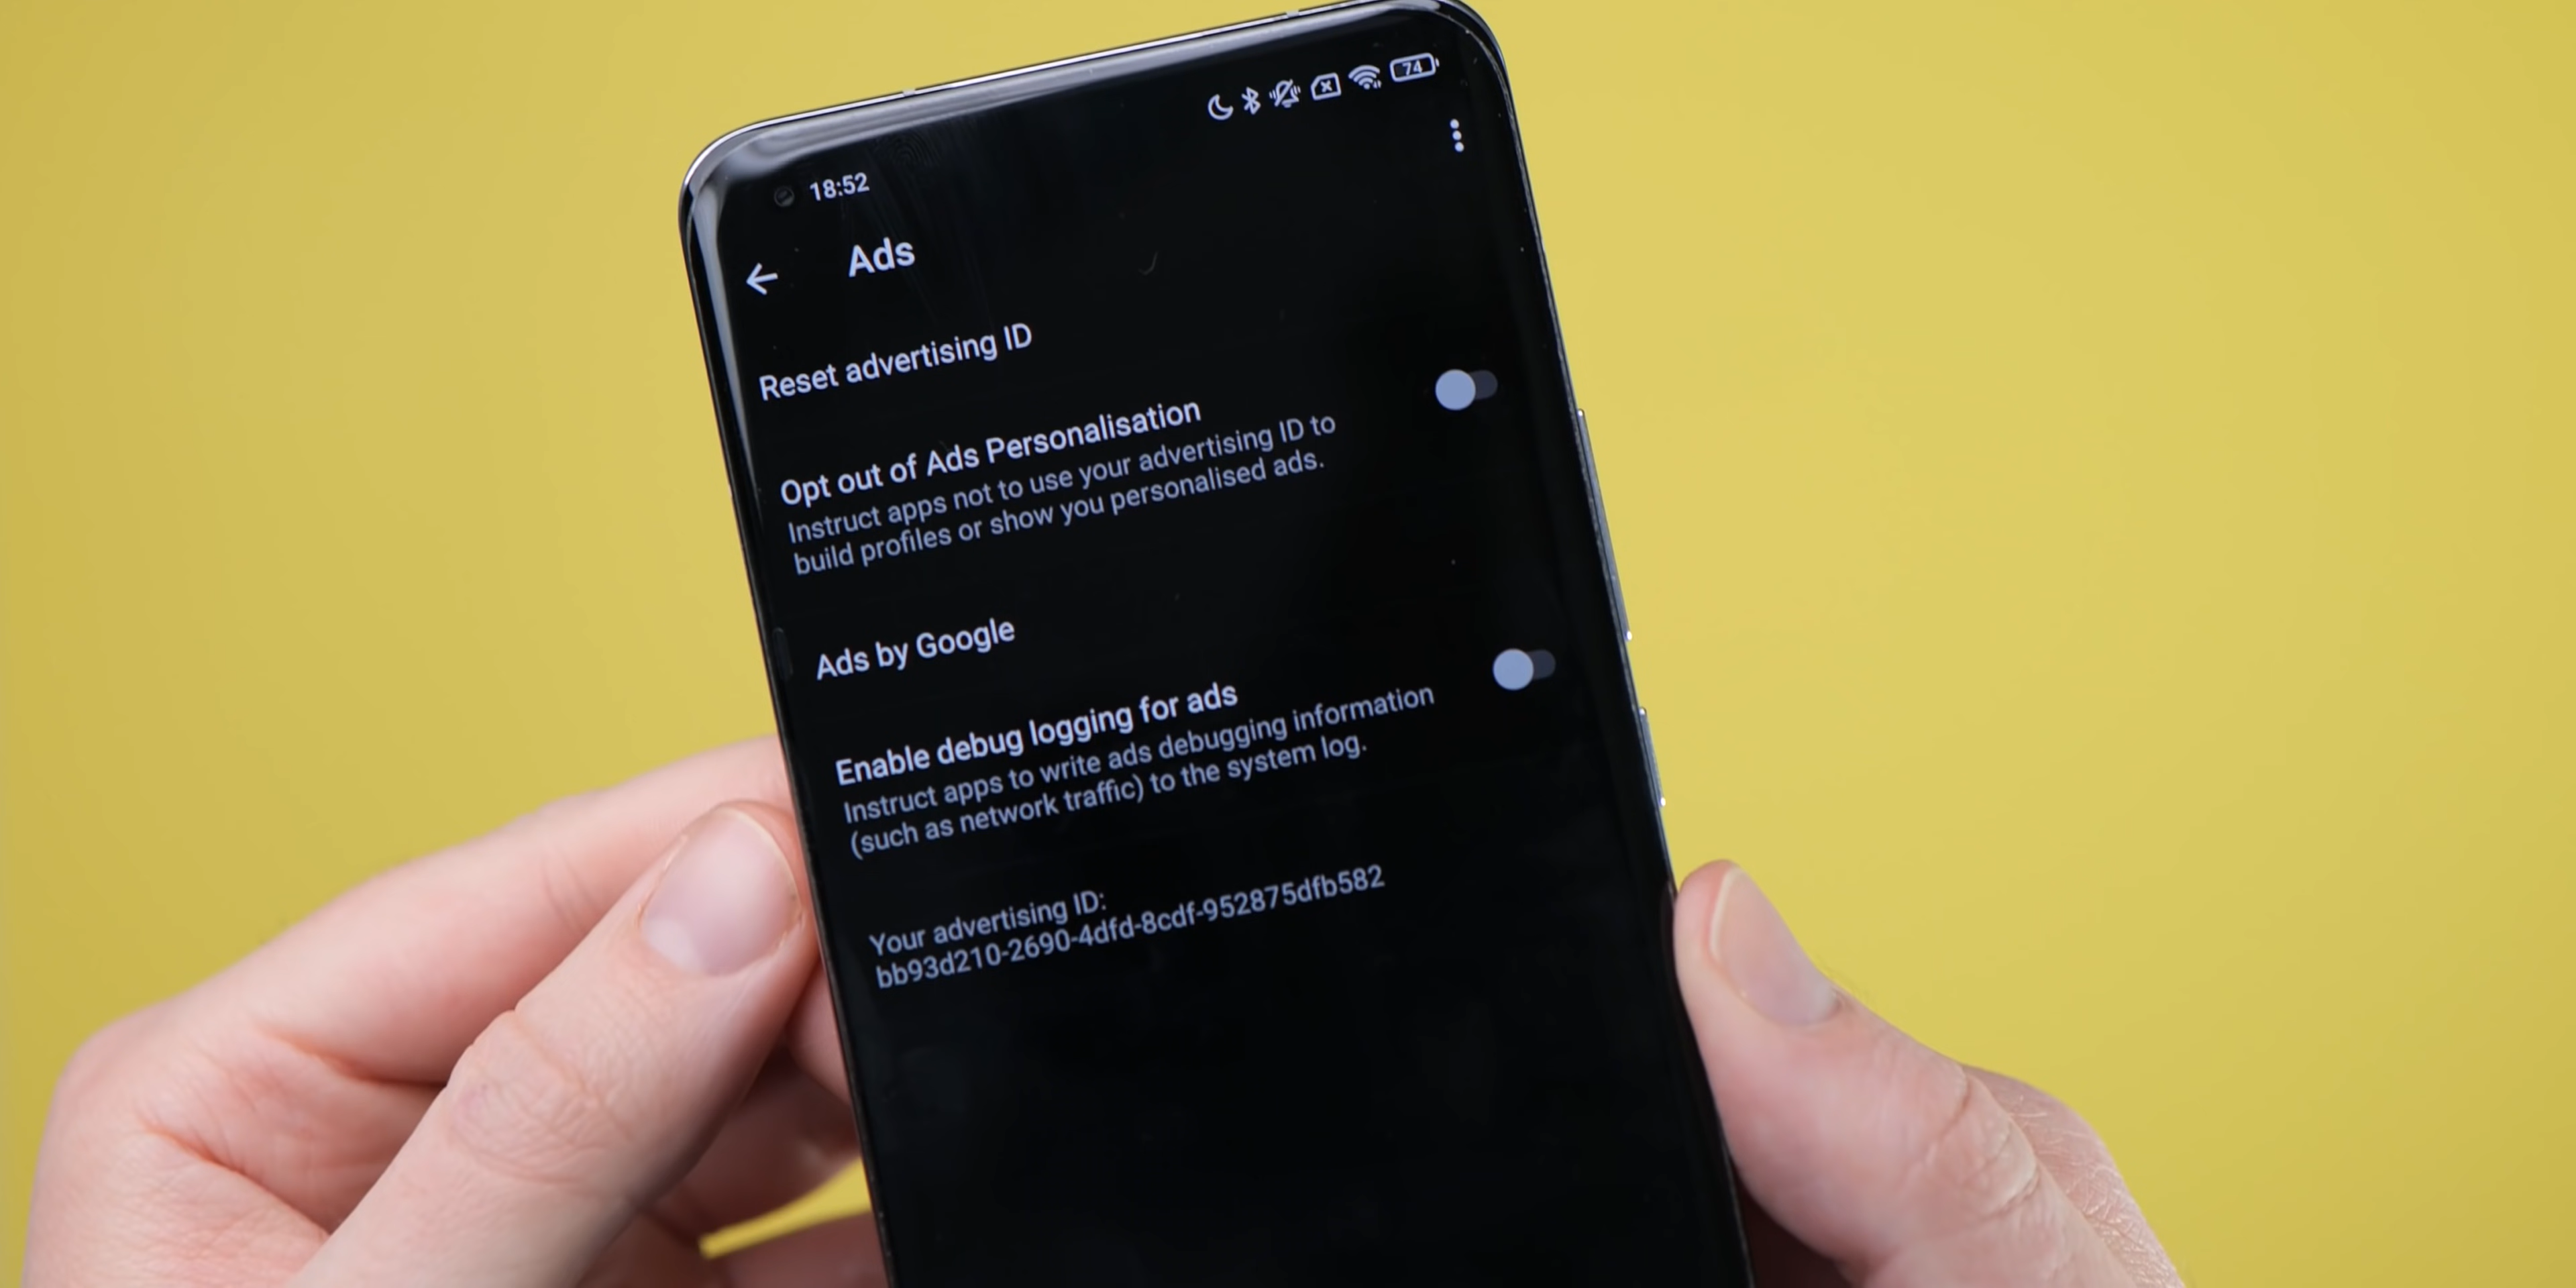 74
18:52
Ads
Reset advertising ID
Opt out of Ads Personalisation
Instruct apps not to use your advertising ID to
build profiles or show you personalised ads.
Ads by Google
Enable debug logging for ads
Instruct apps to write ads debugging information
(such as network traffic) to the system log.
Your advertising ID:
bb93d210-2690-4dfd-8cdf-952875dfb582